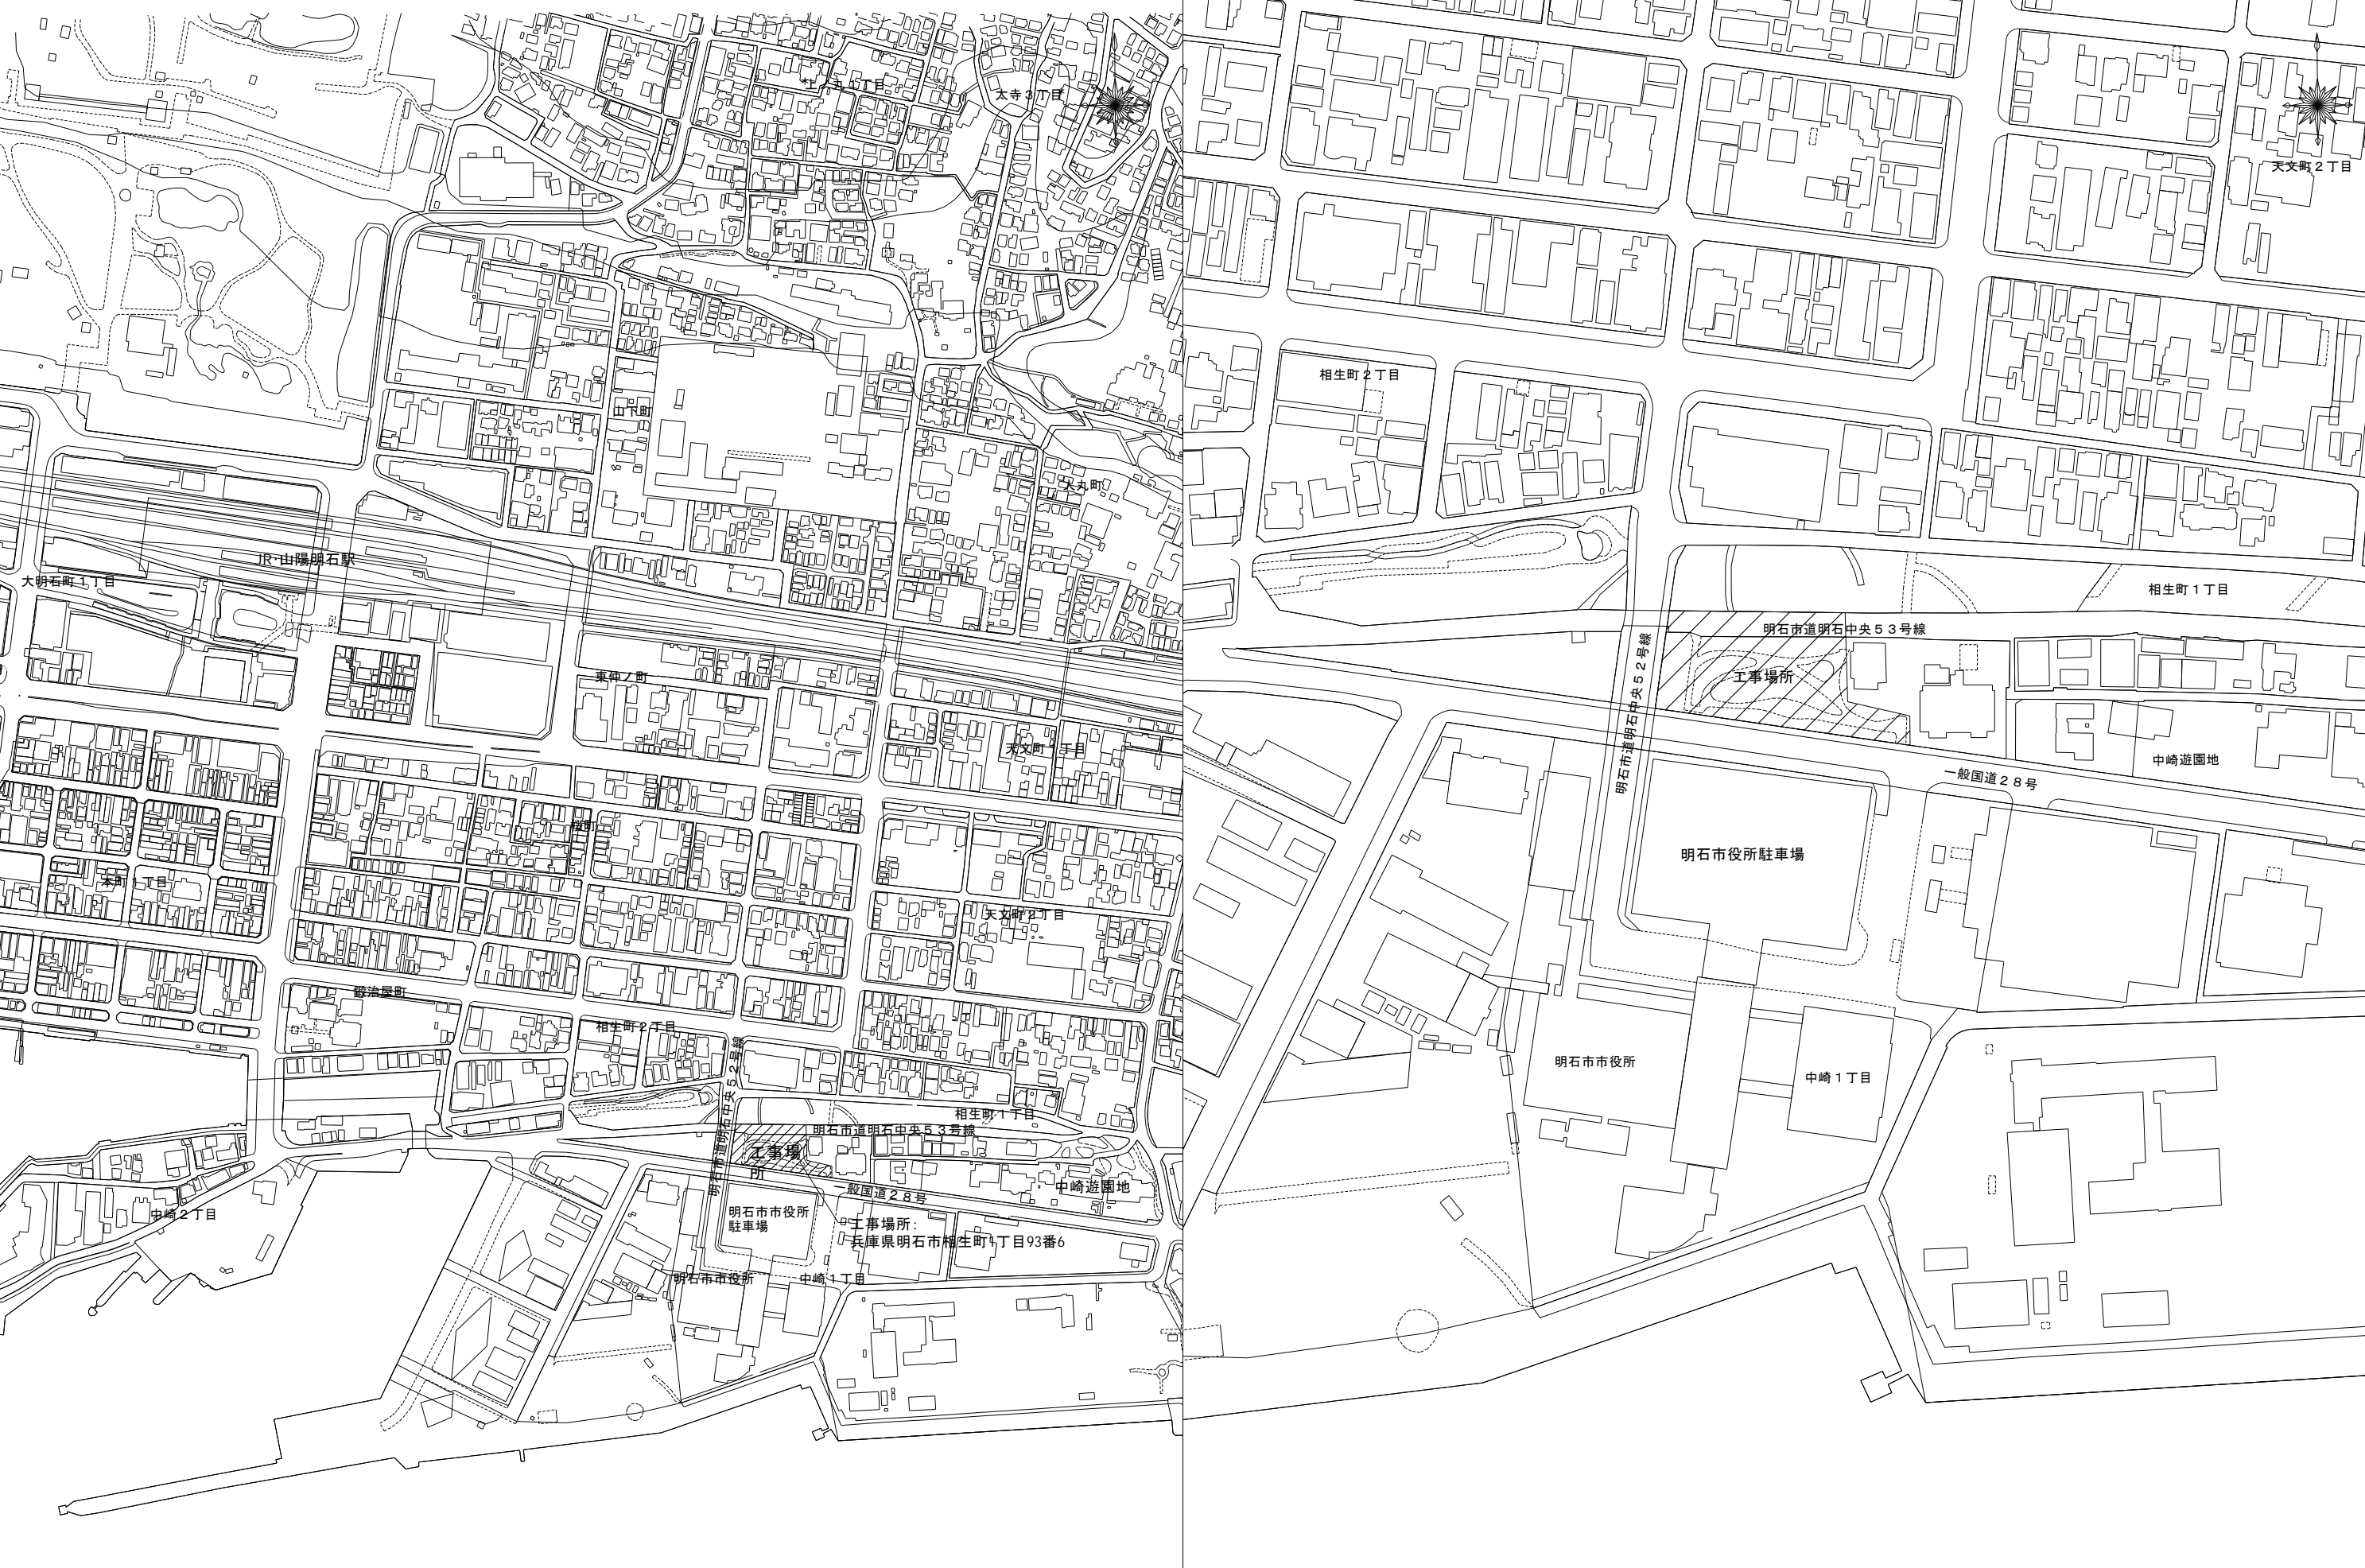 上ノ丸1丁目
太寺3丁目
山下町
大丸町
JR・山陽明石駅
大明石町1丁目
東仲ノ町
天文町1丁目
桜町
本町1丁目
天文町2丁目
鍛治屋町
相生町2丁目
明石市道明石中央52号線
相生町1丁目
明石市道明石中央53号線
工事場
所
中崎遊園地
一般国道28号
中崎2丁目
明石市市役所
駐車場
工事場所:
兵庫県明石市相生町1丁目93番6
明石市市役所
中崎1丁目
天文町2丁目
相生町2丁目
相生町1丁目
明石市道明石中央53号線
明石市道明石中央52号線
工事場所
中崎遊園地
一般国道28号
明石市役所駐車場
明石市市役所
中崎1丁目